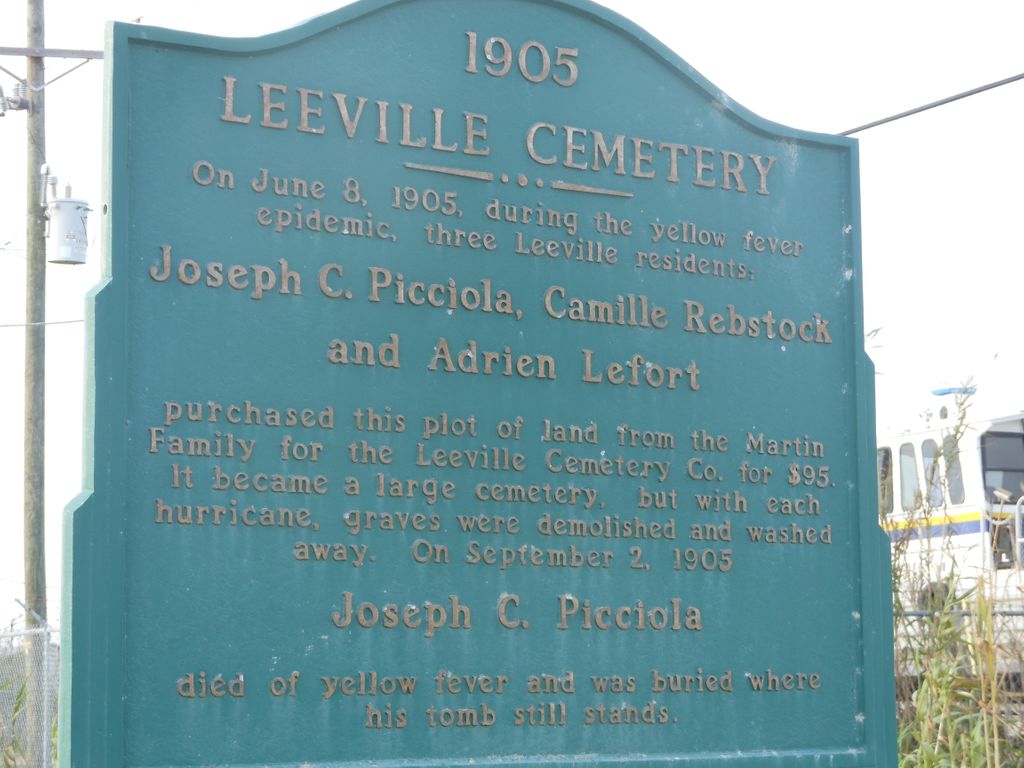 1905
LEEVILLE CEMETERY
On June 8, 1905, during the yellow fever
epidemic, three Leeville residents;
Joseph C. Picciola, Camille Rebstock
and Adrien Lefort
purchased this plot of land from the Martin
Family for the Leeville Cemetery Co. for $95.
It became a large cemetery, but with each
hurricane, graves were demolished and washed
away. On September 2, 1905
Joseph C. Picciola
died of yellow fever and was buried where
his tomb still stands.